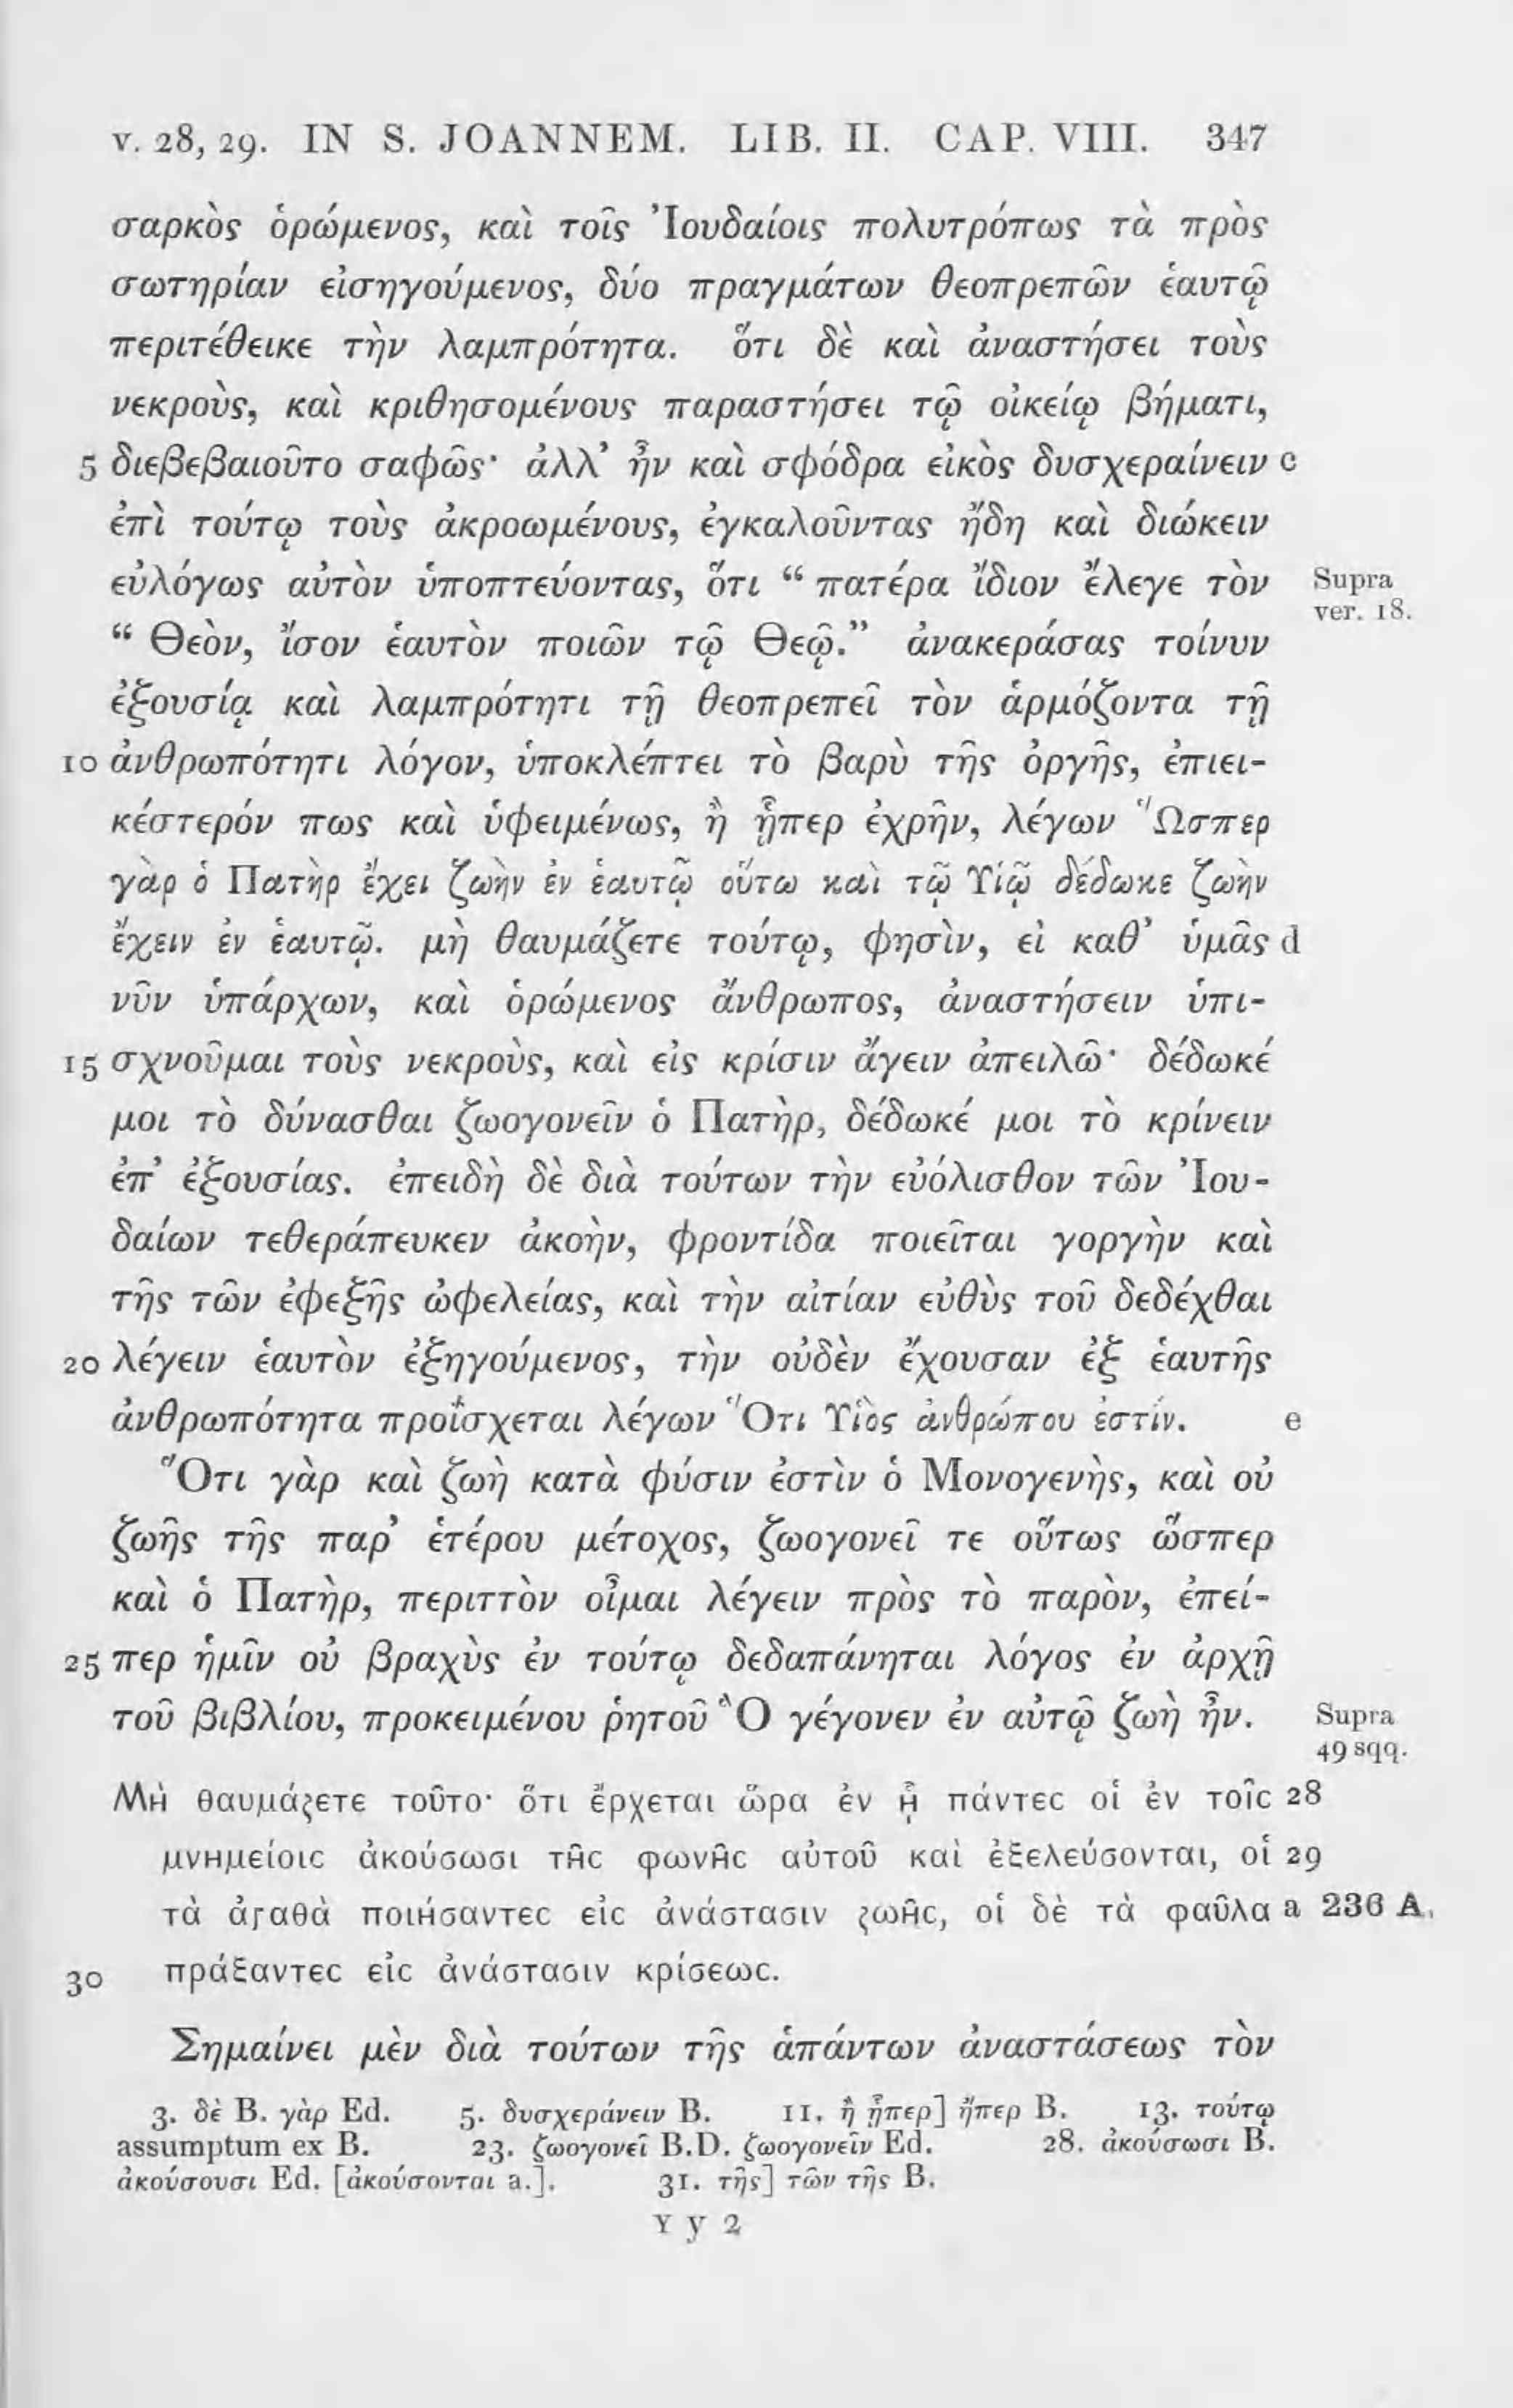 v. 28, 29. IN S. JOANNEM. LIB. II. CAP. VIII. 347
σαρκὸς ὁρώμενος, καὶ τοῖς Ἰουδαίοις πολυτρόπως τὰ πρὸς
σωτηρίαν εἰσηγούμενος, δύο πραγμάτων θεοπρεπῶν ἑαυτῷ
περιτέθεικε τὴν λαμπρότητα. ὅτι δὲ καὶ ἀναστήσει τοὺς
νεκροὺς, καὶ κριθησομένους παραστήσει τῷ οἰκείῳ βήματι,
5 διεβεβαιοῦτο σαφῶς· ἀλλ’ ἦν καὶ σφόδρα εἰκὸς δυσχεραίνειν c
ἐπὶ τούτῳ τοὺς ἀκροωμένους, ἐγκαλοῦντας ἤδη καὶ διώκειν
εὐλόγως αὐτὸν ὑποπτεύοντας, ὅτι “ πατέρα ἴδιον ἔλεγε τὸν Supra
ver. 18.
“ Θεὸν, ἴσον ἑαυτὸν ποιῶν τῷ Θεῷ.” ἀνακεράσας τοίνυν
ἐξουσίᾳ καὶ λαμπρότητι τῇ θεοπρεπεῖ τὸν ἁρμόζοντα τῇ
10 ἀνθρωπότητι λόγον, ὑποκλέπτει τὸ βαρὺ τῆς ὀργῆς, ἐπιει-
κέστερόν πως καὶ ὑφειμένως, ἢ ᾗπερ ἐχρῆν, λέγων Ὥσπερ
γὰρ ὁ Πατὴρ ἔχει ζωὴν ἐν ἑαυτῷ οὕτω καὶ τῷ Υἱῷ δέδωκε ζωὴν
ἔχειν ἐν ἑαυτῷ. μὴ θαυμάζετε τούτῳ, φησὶν, εἰ καθ’ ὑμᾶς d
νῦν ὑπάρχων, καὶ ὁρώμενος ἄνθρωπος, ἀναστήσειν ὑπι-
15 σχνοῦμαι τοὺς νεκροὺς, καὶ εἰς κρίσιν ἄγειν ἀπειλῶ· δέδωκέ
μοι τὸ δύνασθαι ζωογονεῖν ὁ Πατὴρ, δέδωκέ μοι τὸ κρίνειν
ἐπ’ ἐξουσίας. ἐπειδὴ δὲ διὰ τούτων τὴν εὐόλισθον τῶν Ἰου-
δαίων τεθεράπευκεν ἀκοὴν, φροντίδα ποιεῖται γοργὴν καὶ
τῆς τῶν ἐφεξῆς ὠφελείας, καὶ τὴν αἰτίαν εὐθὺς τοῦ δεδέχθαι
20 λέγειν ἑαυτὸν ἐξηγούμενος, τὴν οὐδὲν ἔχουσαν ἐξ ἑαυτῆς
ἀνθρωπότητα προΐσχεται λέγων Ὅτι Υἱὸς ἀνθρώπου ἐστίν. e
Ὅτι γὰρ καὶ ζωὴ κατὰ φύσιν ἐστὶν ὁ Μονογενὴς, καὶ οὐ
ζωῆς τῆς παρ’ ἑτέρου μέτοχος, ζωογονεῖ τε οὕτως ὥσπερ
καὶ ὁ Πατὴρ, περιττὸν οἶμαι λέγειν πρὸς τὸ παρὸν, ἐπεί-
25 περ ἡμῖν οὐ βραχὺς ἐν τούτῳ δεδαπάνηται λόγος ἐν ἀρχῇ
τοῦ βιβλίου, προκειμένου ῥητοῦ Ὃ γέγονεν ἐν αὐτῷ ζωὴ ἦν. Supra
49 sqq.
Μὴ θαυμάζετε τοῦτο· ὅτι ἔρχεται ὥρα ἐν ᾗ πάντες οἱ ἐν τοῖς 28
μνημείοις ἀκούσωσι τῆς φωνῆς αὐτοῦ καὶ ἐξελεύσονται, οἱ 29
τὰ ἀγαθὰ ποιήσαντες εἰς ἀνάστασιν ζωῆς, οἱ δὲ τὰ φαῦλα a 236 A.
30 πράξαντες εἰς ἀνάστασιν κρίσεως.
Σημαίνει μὲν διὰ τούτων τῆς ἁπάντων ἀναστάσεως τὸν
3. δὲ B. γὰρ Ed. 5. δυσχεράνειν B. 11. ἢ ᾗπερ] ἤπερ B. 13. τούτῳ
assumptum ex B. 23. ζωογονεῖ B.D. ζωογονεῖν Ed. 28. ἀκούσωσι B.
ἀκούσουσι Ed. [ἀκούσονται a.]. 31. τῆς] τῶν τῆς B.
Y y 2